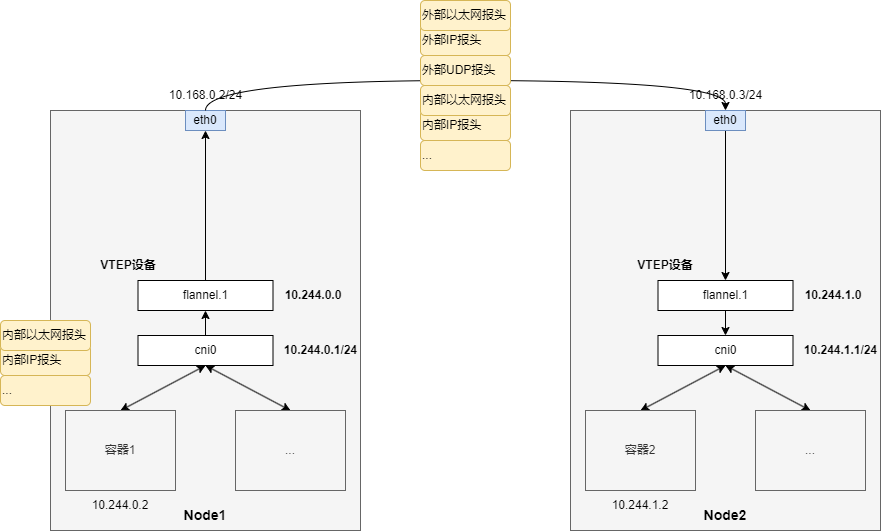 外部以太网报头
外部IP报头
外部UDP报头
内部以太网报头
内部IP报头
...
10.168.0.2/24
eth0
VTEP设备
flannel.1
10.244.0.0
内部以太网报头
内部IP报头
...
cni0
10.244.0.1/24
容器1
...
10.244.0.2
Node1
10.168.0.3/24
eth0
VTEP设备
flannel.1
10.244.1.0
cni0
10.244.1.1/24
容器2
...
10.244.1.2
Node2